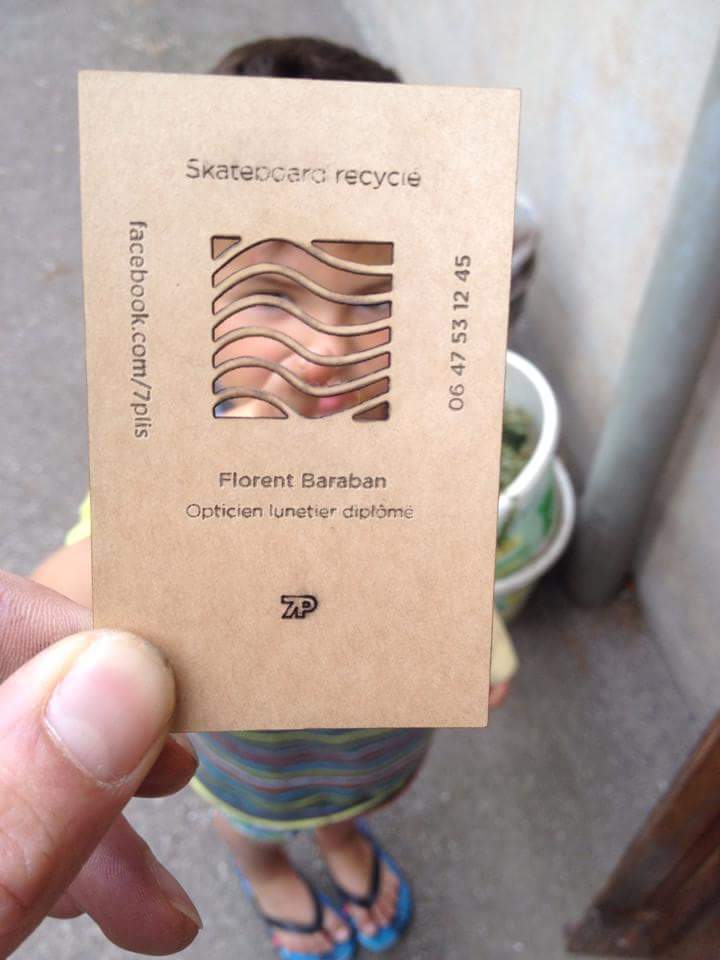 Skateboard recyclé
facebook.com/7plis
06 47 53 12 45
Florent Baraban
Opticien lunetier diplômé
7P